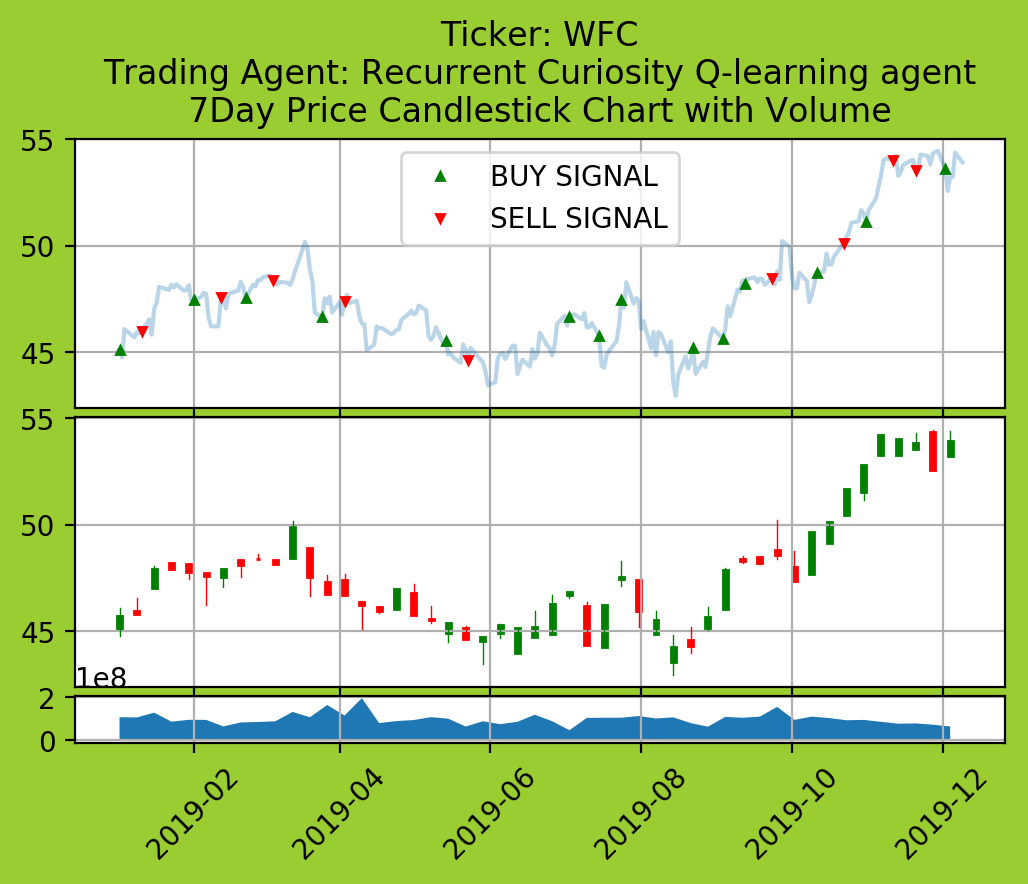 Ticker: WFC
Trading Agent: Recurrent Curiosity Q-learning agent
7Day Price Candlestick Chart with Volume
55
BUY SIGNAL
SELL SIGNAL
50
45
55
50
45
1e8
2
0
2019-02
2019-04
2019-06
2019-08
2019-10
2019-12